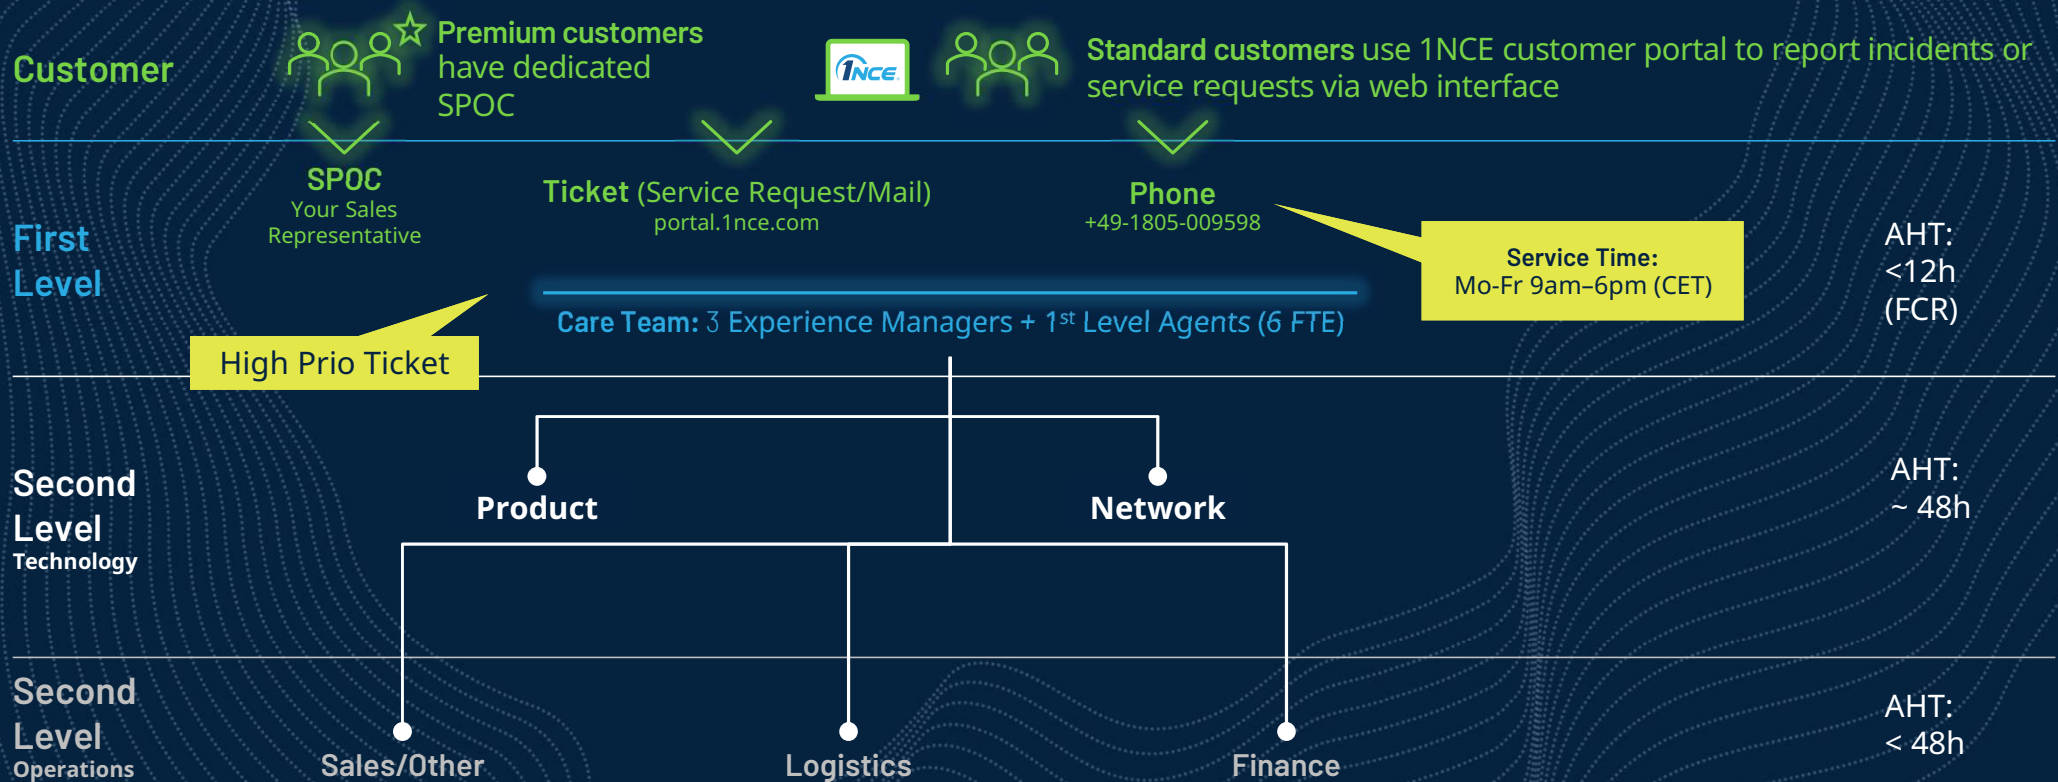 Customer
Premium customers
have dedicated
SPOC
1NCE
Standard customers use 1NCE customer portal to report incidents or
service requests via web interface
First
Level
SPOC
Your Sales
Representative
Ticket (Service Request/Mail)
portal.1nce.com
Phone
+49-1805-009598
Service Time:
Mo-Fr 9am–6pm (CET)
AHT:
<12h
(FCR)
Care Team: 3 Experience Managers + 1st Level Agents (6 FTE)
High Prio Ticket
Second
Level
Technology
Product
Network
AHT:
~ 48h
Second
Level
Operations
Sales/Other
Logistics
Finance
AHT:
< 48h